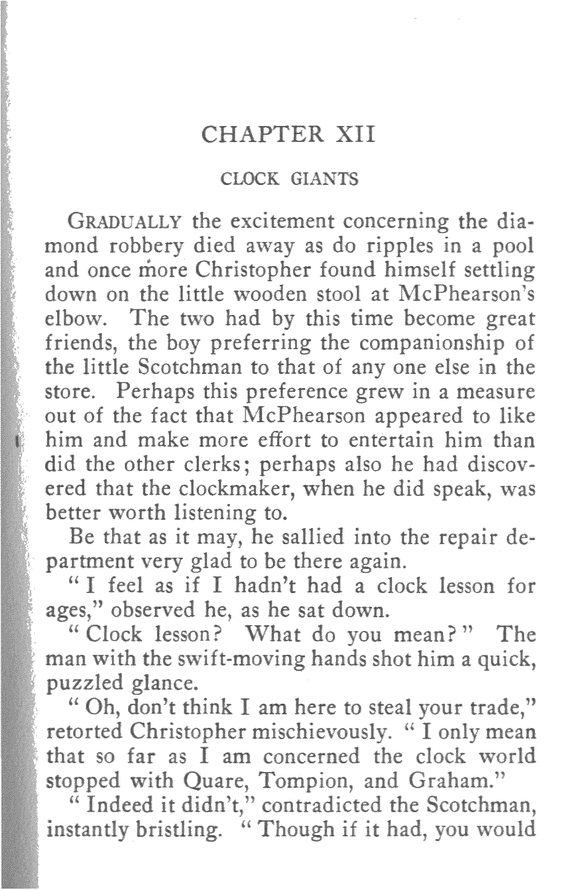 CHAPTER XII
CLOCK GIANTS
GRADUALLY the excitement concerning the dia-
mond robbery died away as do ripples in a pool
and once more Christopher found himself settling
down on the little wooden stool at McPhearson's
elbow. The two had by this time become great
friends, the boy preferring the companionship of
the little Scotchman to that of any one else in the
store. Perhaps this preference grew in a measure
out of the fact that McPhearson appeared to like
him and make more effort to entertain him than
did the other clerks; perhaps also he had discov-
ered that the clockmaker, when he did speak, was
better worth listening to.
Be that as it may, he sallied into the repair de-
partment very glad to be there again.
“ I feel as if I hadn't had a clock lesson for
ages,” observed he, as he sat down.
“ Clock lesson? What do you mean? ” The
man with the swift-moving hands shot him a quick,
puzzled glance.
“ Oh, don't think I am here to steal your trade,”
retorted Christopher mischievously. “ I only mean
that so far as I am concerned the clock world
stopped with Quare, Tompion, and Graham.”
“ Indeed it didn't,” contradicted the Scotchman,
instantly bristling. “ Though if it had, you would